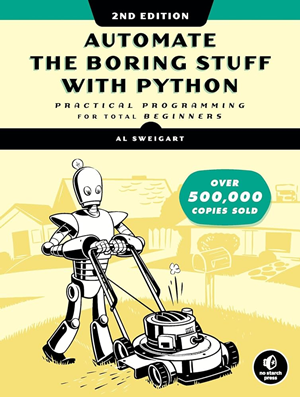 2ND EDITION
AUTOMATE
THE BORING STUFF
WITH PYTHON
PRACTICAL PROGRAMMING
FOR TOTAL BEGINNERS
AL SWEIGART
OVER
500,000
COPIES SOLD
no starch
press